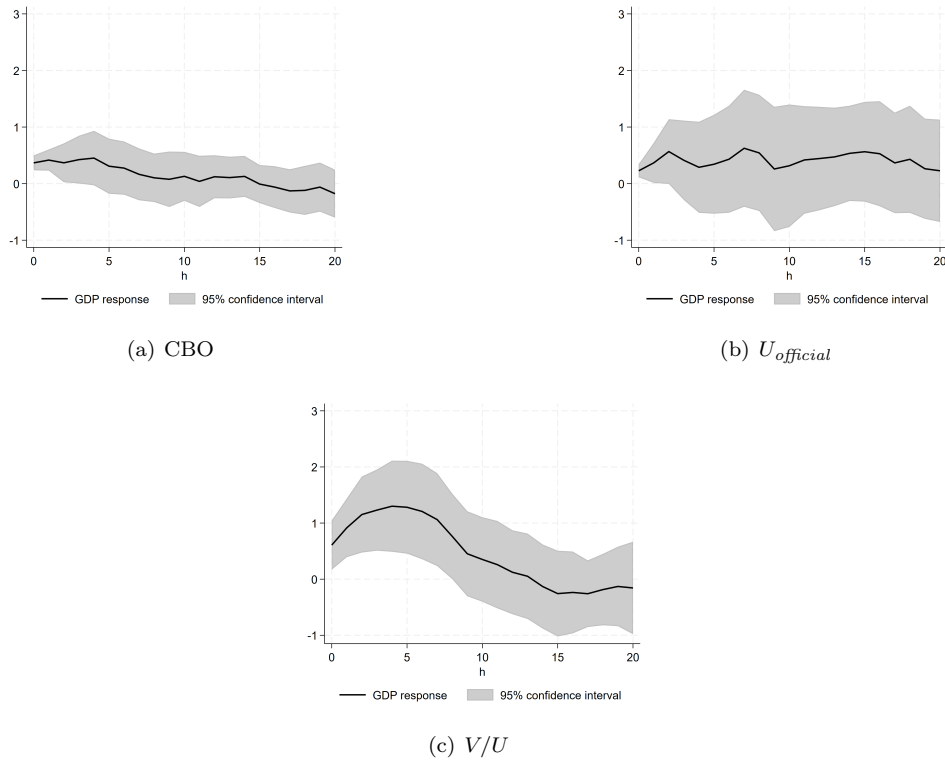 3
2
1
0
-1
0 5 10 15 20
h
GDP response 95% confidence interval
(a) CBO
3
2
1
0
-1
0 5 10 15 20
h
GDP response 95% confidence interval
(b) U_official
3
2
1
0
-1
0 5 10 15 20
h
GDP response 95% confidence interval
(c) V/U